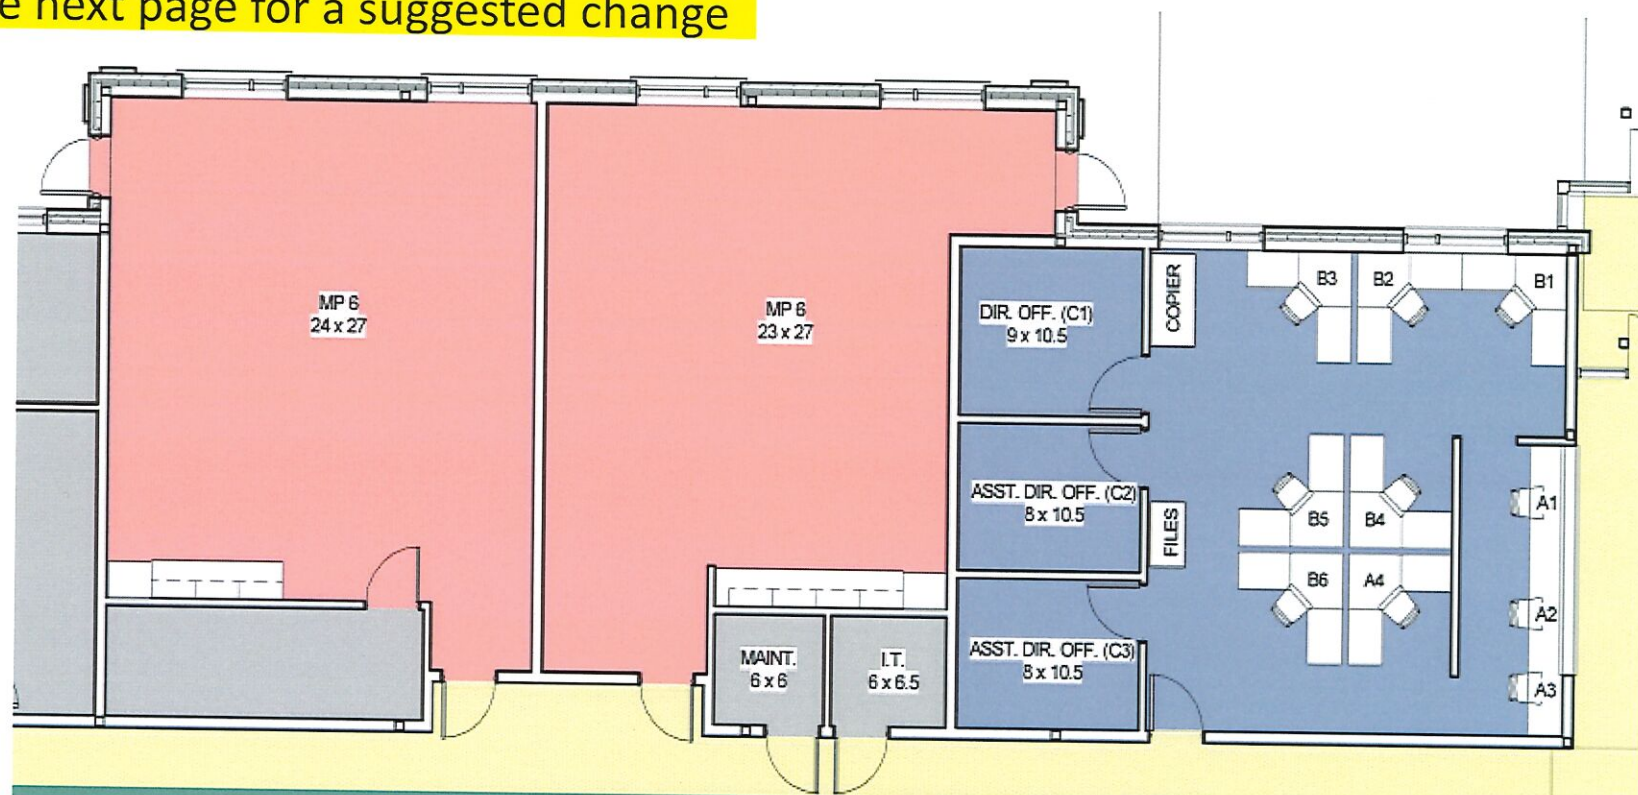 e next page for a suggested change
MP 6
24 x 27
MP 6
23 x 27
DIR. OFF. (C1)
9 x 10.5
COPIER
B3
B2
B1
ASST. DIR. OFF. (C2)
8 x 10.5
FILES
B5
B4
A1
B6
A4
A2
ASST. DIR. OFF. (C3)
8 x 10.5
A3
MAINT.
6 x 6
I.T.
6 x 6.5